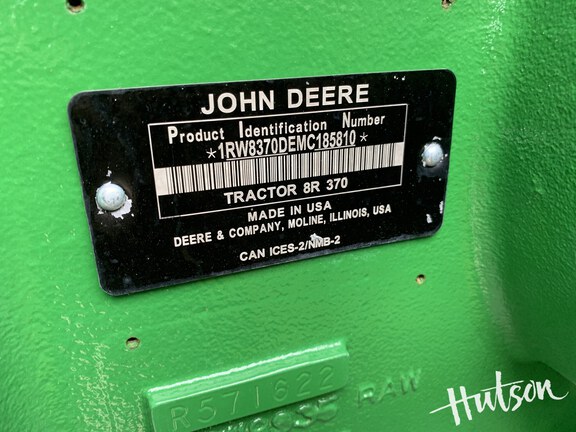 JOHN DEERE
Product Identification Number
*1RW8370DEMC185810*
TRACTOR 8R 370
MADE IN USA
DEERE & COMPANY, MOLINE, ILLINOIS, USA
CAN ICES-2/NMB-2
R571622
RAW
Hutson